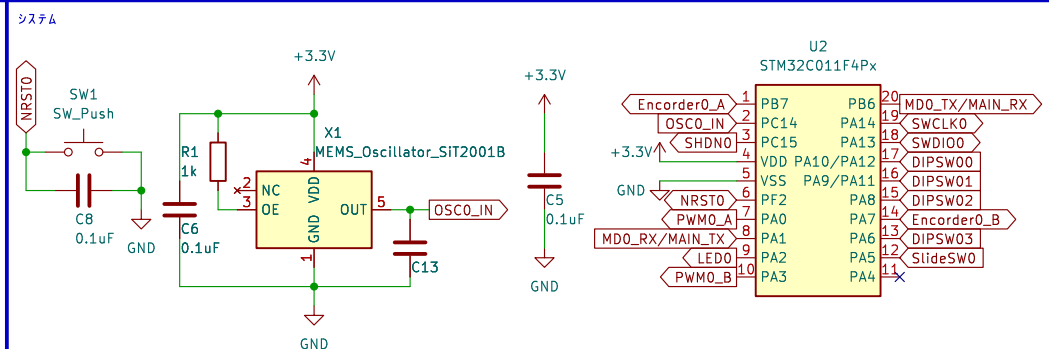 システム
NRST0
SW1
SW_Push
C8
0.1uF
GND
+3.3V
R1
1k
C6
0.1uF
X1
MEMS_Oscillator_SiT2001B
4
2
NC
VDD
3
OE
GND
OUT
5
1
OSC0_IN
C13
GND
+3.3V
C5
0.1uF
GND
U2
STM32C011F4Px
Encorder0_A 1 PB7 PB6 20 MD0_TX/MAIN_RX
OSC0_IN 2 PC14 PA14 19 SWCLK0
SHDN0 3 PC15 PA13 18 SWDIO0
+3.3V 4 VDD PA10/PA12 17 DIPSW00
GND 5 VSS PA9/PA11 16 DIPSW01
NRST0 6 PF2 PA8 15 DIPSW02
PWM0_A 7 PA0 PA7 14 Encorder0_B
MD0_RX/MAIN_TX 8 PA1 PA6 13 DIPSW03
LED0 9 PA2 PA5 12 SlideSW0
PWM0_B 10 PA3 PA4 11